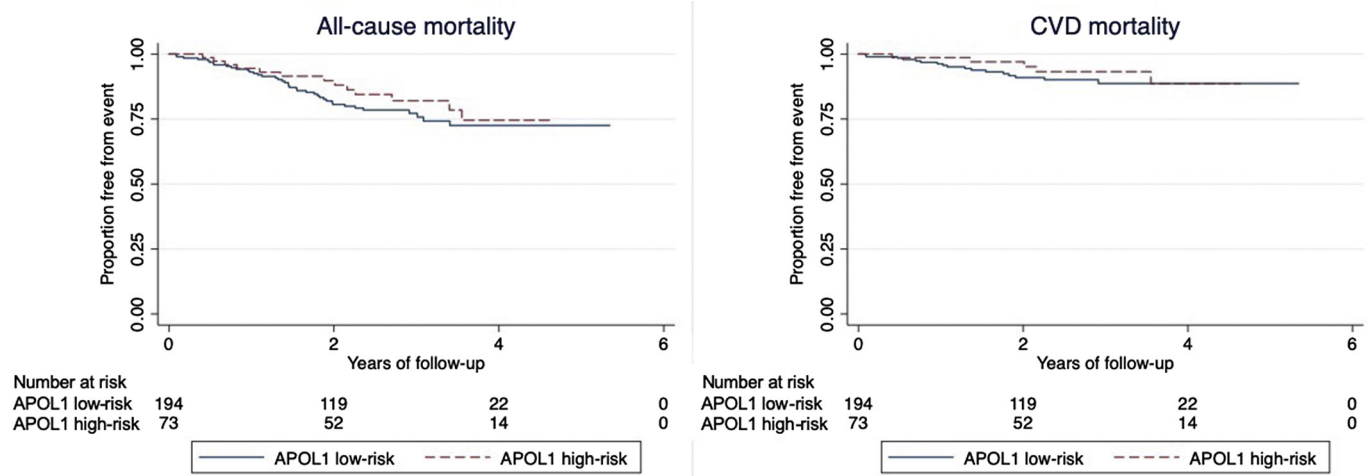 All-cause mortality
Proportion free from event
1.00
0.75
0.50
0.25
0.00
0 2 4 6
Years of follow-up
Number at risk
APOL1 low-risk 194 119 22 0
APOL1 high-risk 73 52 14 0
APOL1 low-risk APOL1 high-risk
CVD mortality
Proportion free from event
1.00
0.75
0.50
0.25
0.00
0 2 4 6
Years of follow-up
Number at risk
APOL1 low-risk 194 119 22 0
APOL1 high-risk 73 52 14 0
APOL1 low-risk APOL1 high-risk